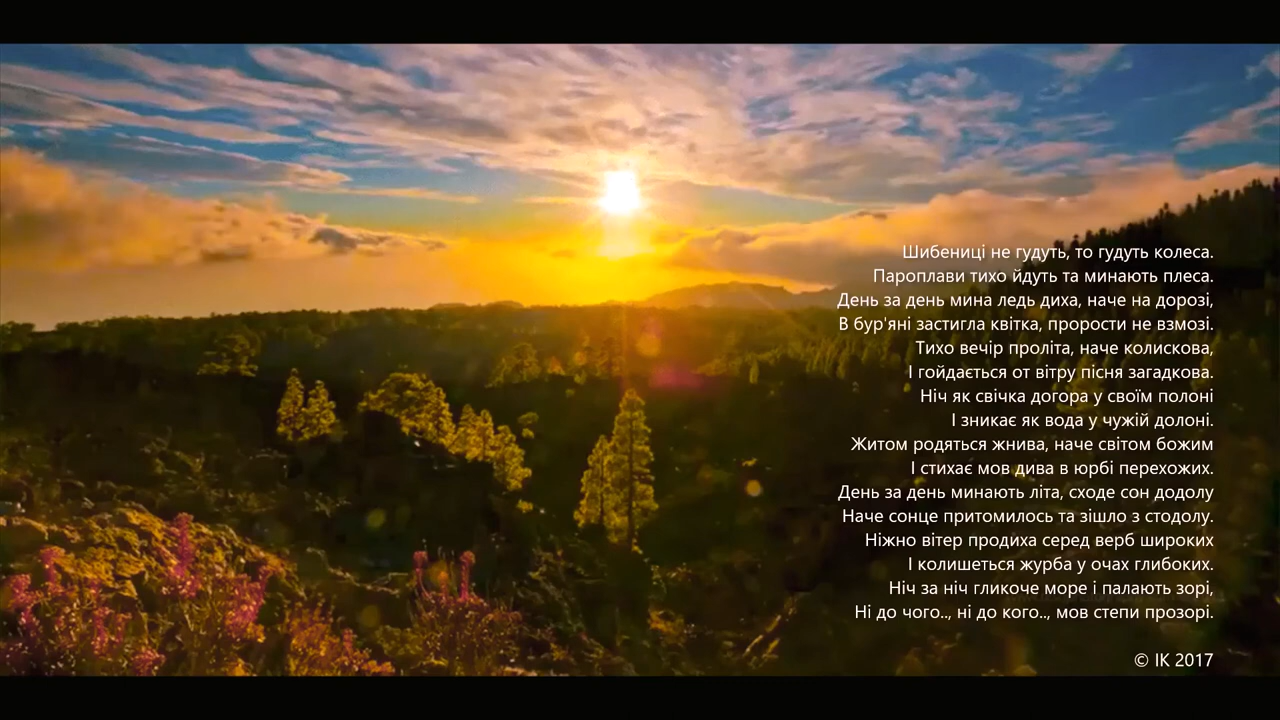 Шибениці не гудуть, то гудуть колеса.
Пароплави тихо йдуть та минають плеса.
День за день мина ледь диха, наче на дорозі,
В бур'яні застигла квітка, прорости не взмозі.
Тихо вечір проліта, наче колискова,
І гойдається от вітру пісня загадкова.
Ніч як свічка догора у своїм полоні
І зникає як вода у чужій долоні.
Житом родяться жнива, наче світом божим
І стихає мов дива в юрбі перехожих.
День за день минають літа, сходе сон додолу
Наче сонце притомилось та зішло з стодолу.
Ніжно вітер продиха серед верб широких
І колишеться журба у очах глибоких.
Ніч за ніч гликоче море і палають зорі,
Ні до чого.., ні до кого.., мов степи прозорі.
© ІК 2017